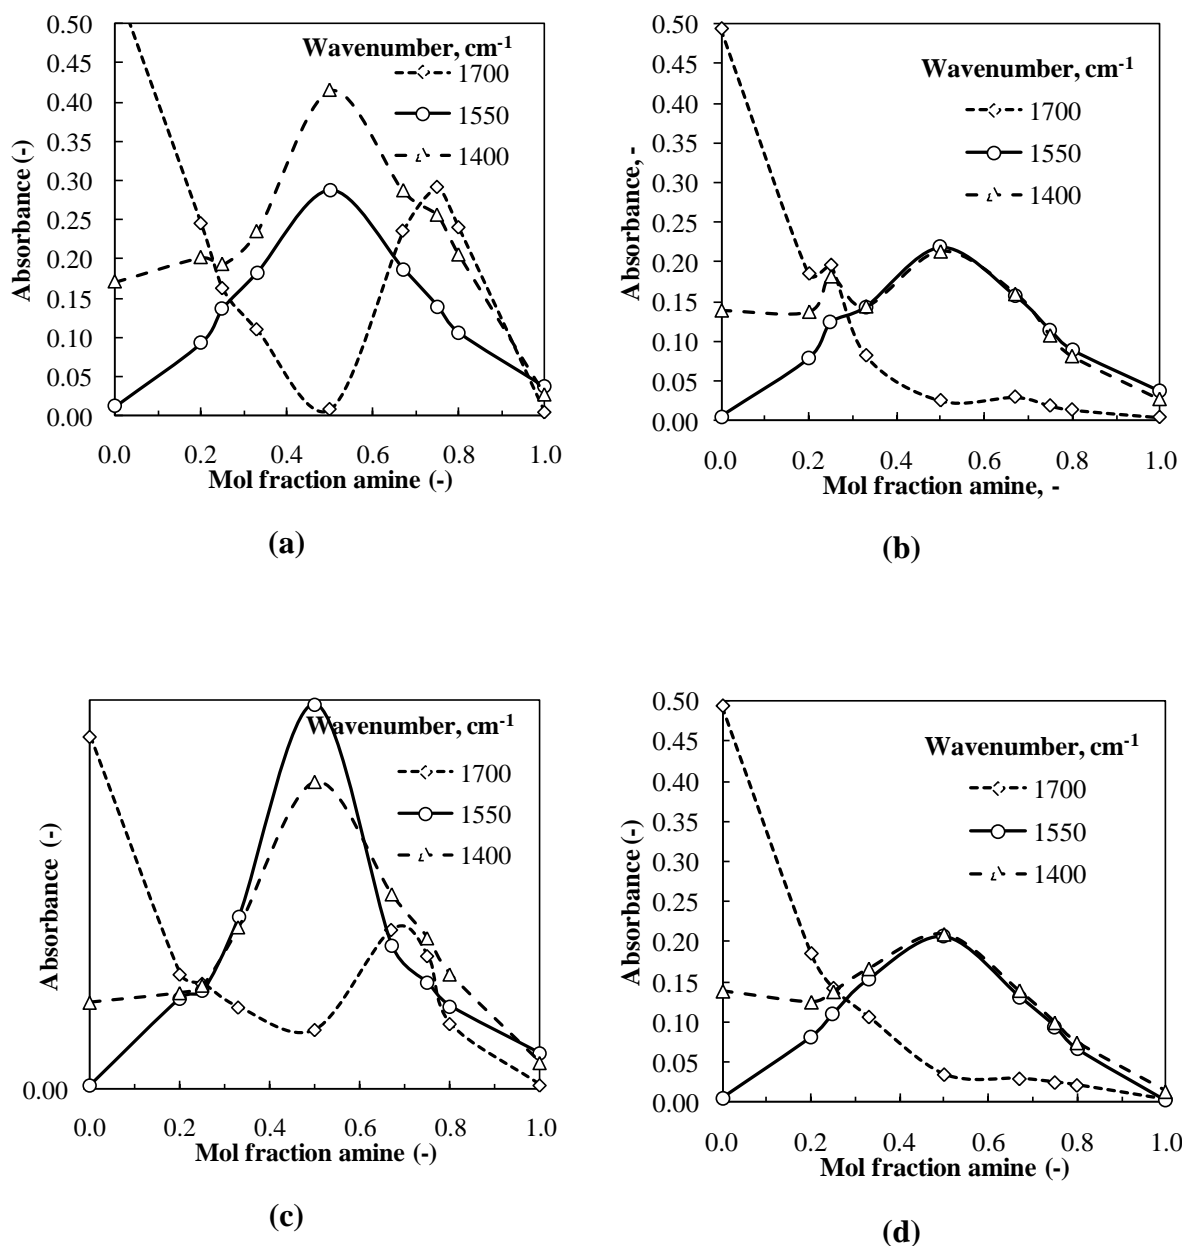 0.50
0.45
0.40
0.35
0.30
0.25
0.20
0.15
0.10
0.05
0.00
Absorbance (-)
Wavenumber, cm-1
1700
1550
1400
0.0 0.2 0.4 0.6 0.8 1.0
Mol fraction amine (-)
(a)
0.50
0.45
0.40
0.35
0.30
0.25
0.20
0.15
0.10
0.05
0.00
Absorbance, -
Wavenumber, cm-1
1700
1550
1400
0.0 0.2 0.4 0.6 0.8 1.0
Mol fraction amine, -
(b)
Absorbance (-)
Wavenumber, cm-1
1700
1550
1400
0.00
0.0 0.2 0.4 0.6 0.8 1.0
Mol fraction amine (-)
(c)
0.50
0.45
0.40
0.35
0.30
0.25
0.20
0.15
0.10
0.05
0.00
Absorbance (-)
Wavenumber, cm-1
1700
1550
1400
0.0 0.2 0.4 0.6 0.8 1.0
Mol fraction amine (-)
(d)